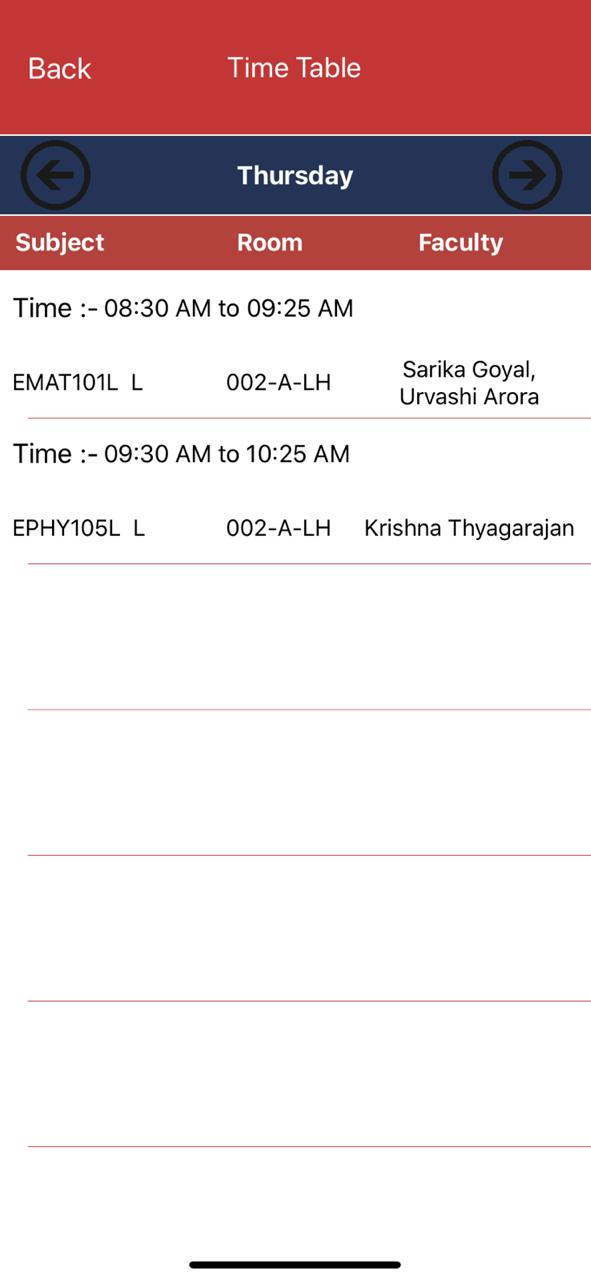 Back Time Table
Thursday
Subject Room Faculty
Time :- 08:30 AM to 09:25 AM
EMAT101L L 002-A-LH Sarika Goyal,
Urvashi Arora
Time :- 09:30 AM to 10:25 AM
EPHY105L L 002-A-LH Krishna Thyagarajan